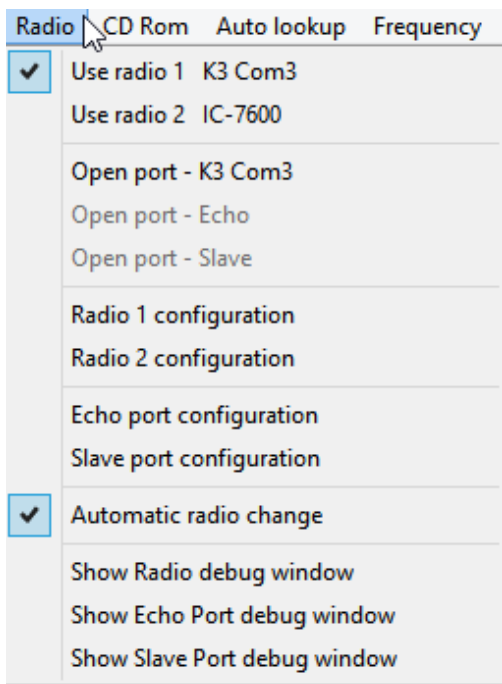 Radio CD Rom Auto lookup Frequency
Use radio 1 K3 Com3
Use radio 2 IC-7600
Open port - K3 Com3
Open port - Echo
Open port - Slave
Radio 1 configuration
Radio 2 configuration
Echo port configuration
Slave port configuration
Automatic radio change
Show Radio debug window
Show Echo Port debug window
Show Slave Port debug window